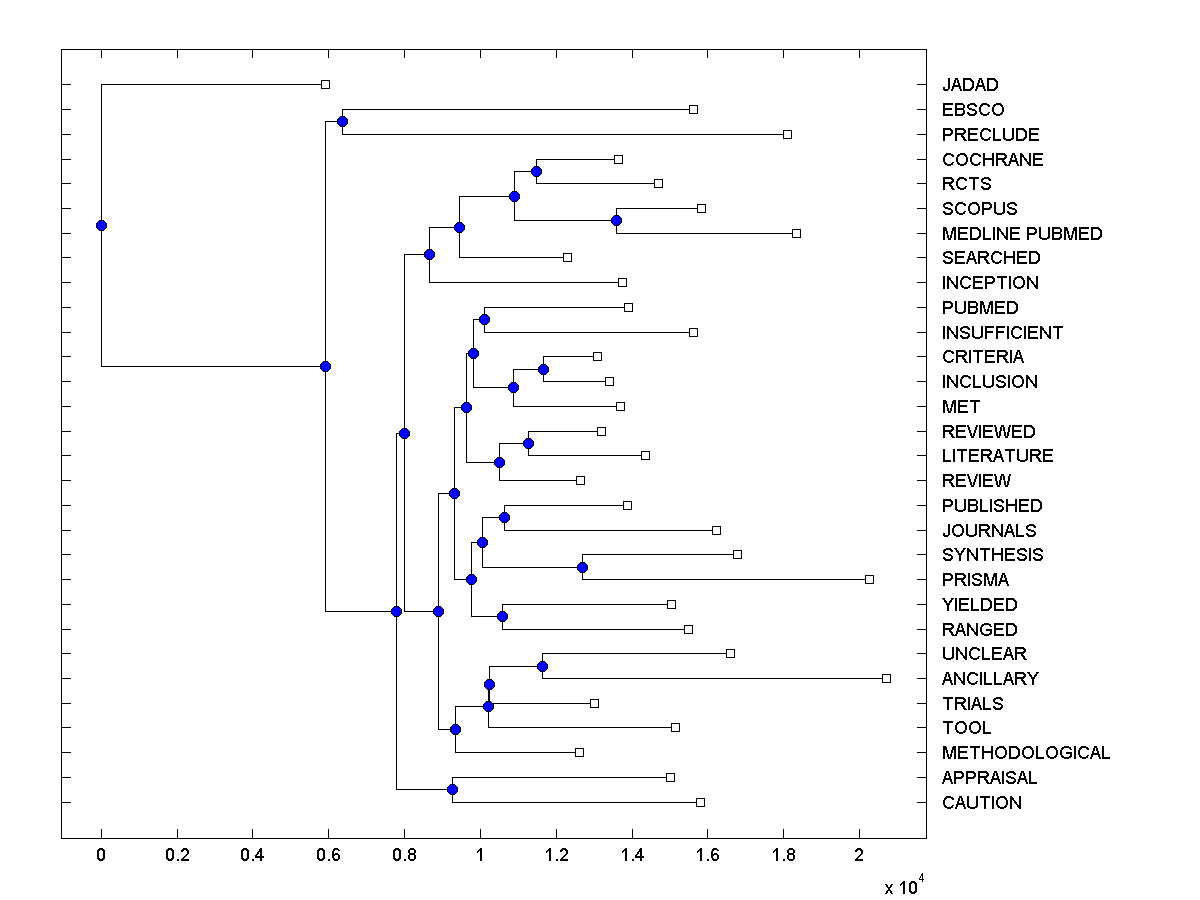 JADAD
EBSCO
PRECLUDE
COCHRANE
RCTS
SCOPUS
MEDLINE PUBMED
SEARCHED
INCEPTION
PUBMED
INSUFFICIENT
CRITERIA
INCLUSION
MET
REVIEWED
LITERATURE
REVIEW
PUBLISHED
JOURNALS
SYNTHESIS
PRISMA
YIELDED
RANGED
UNCLEAR
ANCILLARY
TRIALS
TOOL
METHODOLOGICAL
APPRAISAL
CAUTION
0 0.2 0.4 0.6 0.8 1 1.2 1.4 1.6 1.8 2
x 10^4